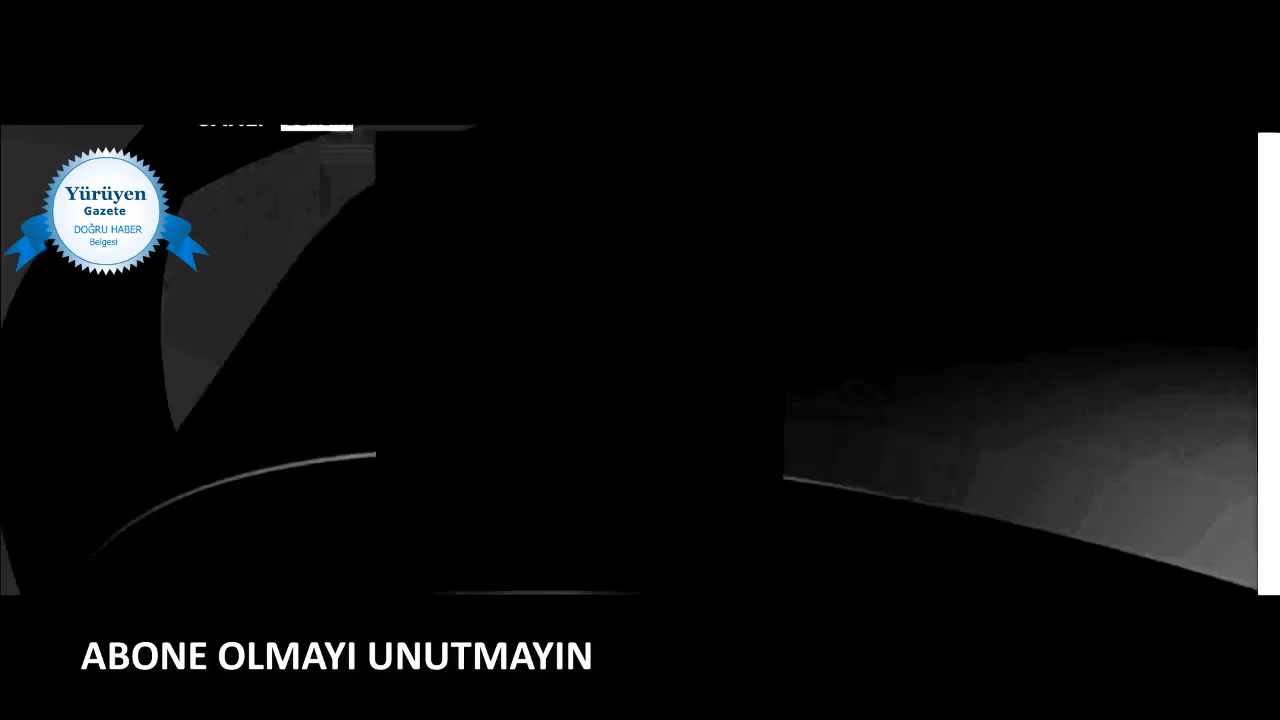 Yürüyen
Gazete
DOĞRU HABER
Belgesi
ABONE OLMAYI UNUTMAYIN